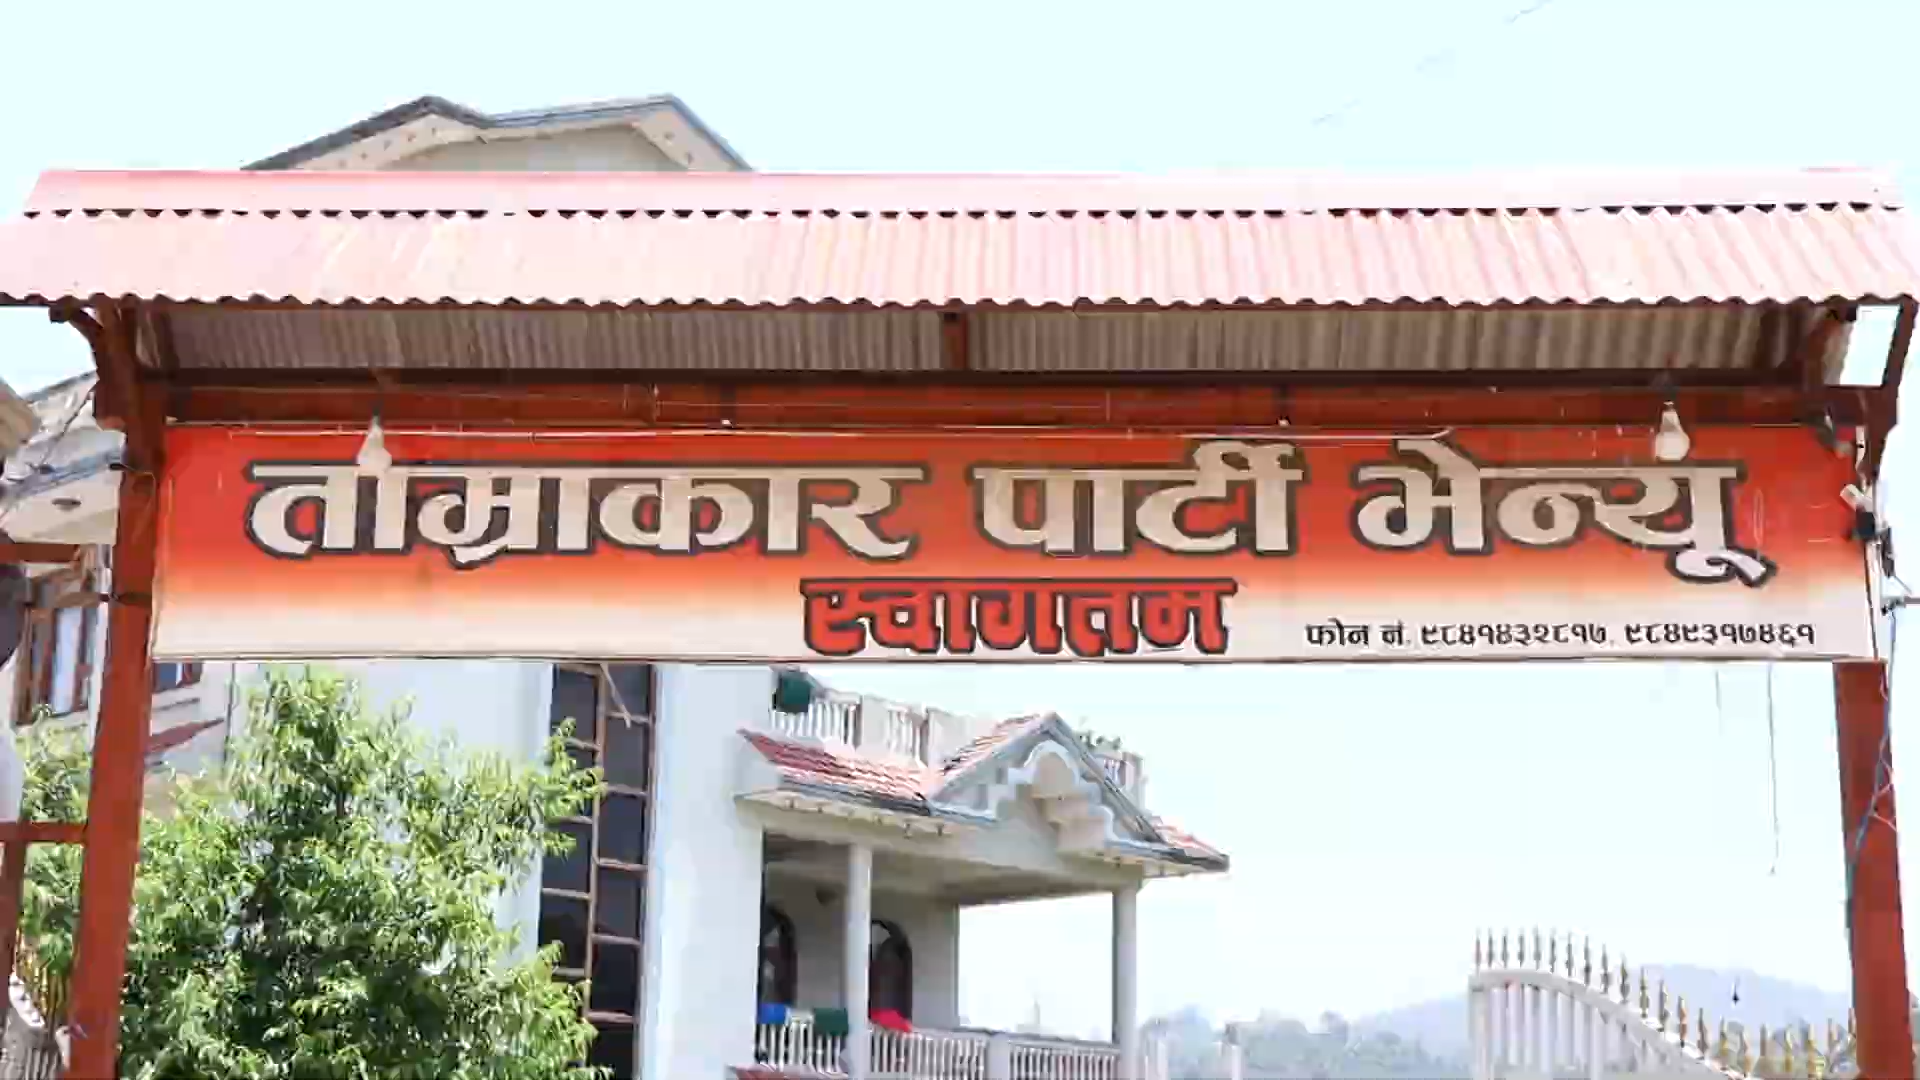 ताम्राकार पार्टी भेन्यू
स्वागतम
फोन नं. ९८४१४३२८१७, ९८४९३१७४६१